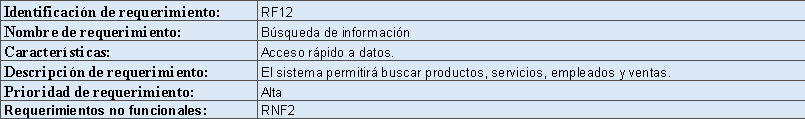 Identificación de requerimiento: RF12
Nombre de requerimiento: Búsqueda de información
Características: Acceso rápido a datos.
Descripción de requerimiento: El sistema permitirá buscar productos, servicios, empleados y ventas.
Prioridad de requerimiento: Alta
Requerimientos no funcionales: RNF2